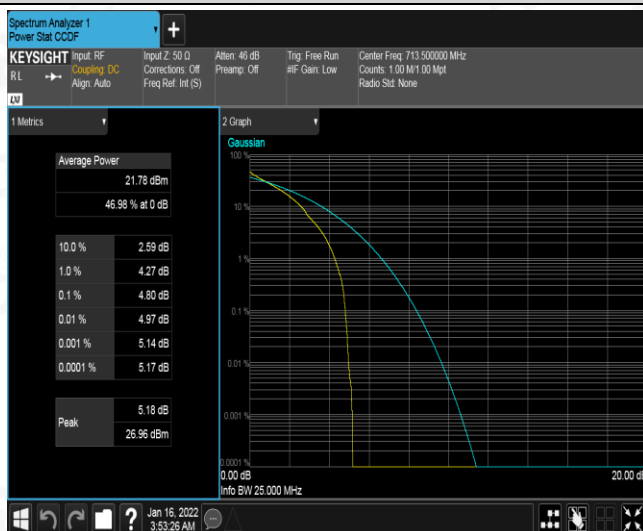 Spectrum Analyzer 1
Power Stat CCDF
+
KEYSIGHT
RL
LXI
Input: RF
Coupling: DC
Align: Auto
Input Z: 50 Ω
Corrections: Off
Freq Ref: Int (S)
Atten: 46 dB
Preamp: Off
Trig: Free Run
#IF Gain: Low
Center Freq: 713.500000 MHz
Counts: 1.00 M/1.00 Mpt
Radio Std: None
1 Metrics
Average Power
21.78 dBm
46.98 % at 0 dB
10.0 % 2.59 dB
1.0 % 4.27 dB
0.1 % 4.80 dB
0.01 % 4.97 dB
0.001 % 5.14 dB
0.0001 % 5.17 dB
Peak
5.18 dB
26.96 dBm
2 Graph
Gaussian
100 %
10 %
1 %
0.1 %
0.01 %
0.001 %
0.0001 %
0.00 dB
20.00 dB
Info BW 25.000 MHz
?
Jan 16, 2022
3:53:26 AM